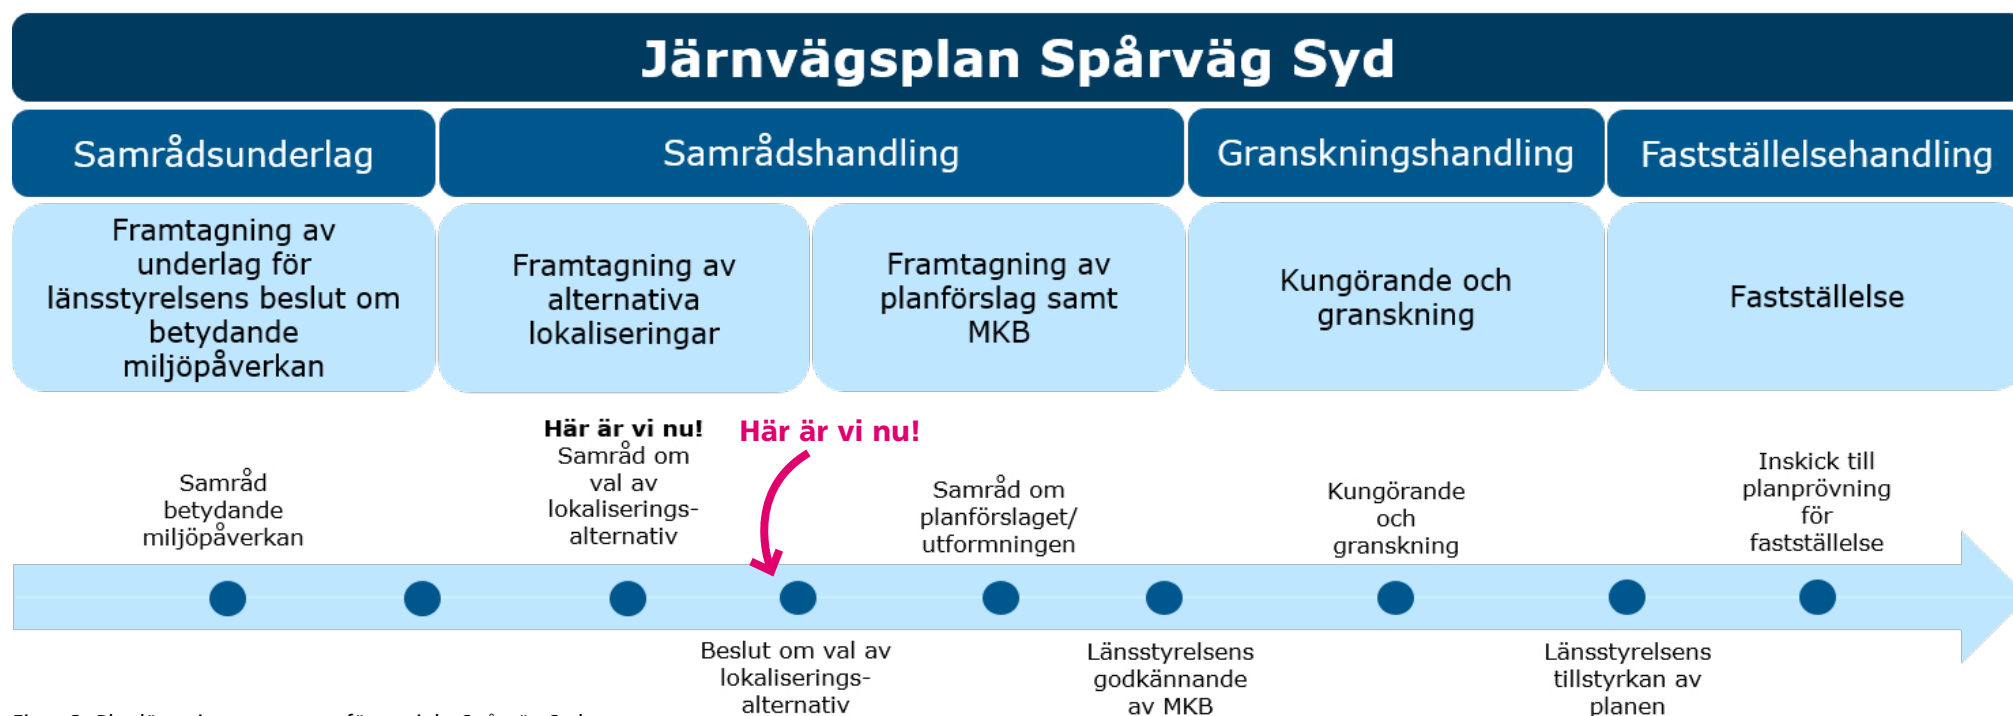 Järnvägsplan Spårväg Syd
Samrådsunderlag
Samrådshandling
Granskningshandling
Fastställelsehandling
Framtagning av
underlag för
länsstyrelsens beslut om
betydande
miljöpåverkan
Framtagning av
alternativa
lokaliseringar
Framtagning av
planförslag samt
MKB
Kungörande och
granskning
Fastställelse
Samråd
betydande
miljöpåverkan
Här är vi nu!
Samråd om
val av
lokaliserings-
alternativ
Här är vi nu!
Samråd om
planförslaget/
utformningen
Kungörande
och
granskning
Inskick till
planprövning
för
fastställelse
Beslut om val av
lokaliserings-
alternativ
Länsstyrelsens
godkännande
av MKB
Länsstyrelsens
tillstyrkan av
planen